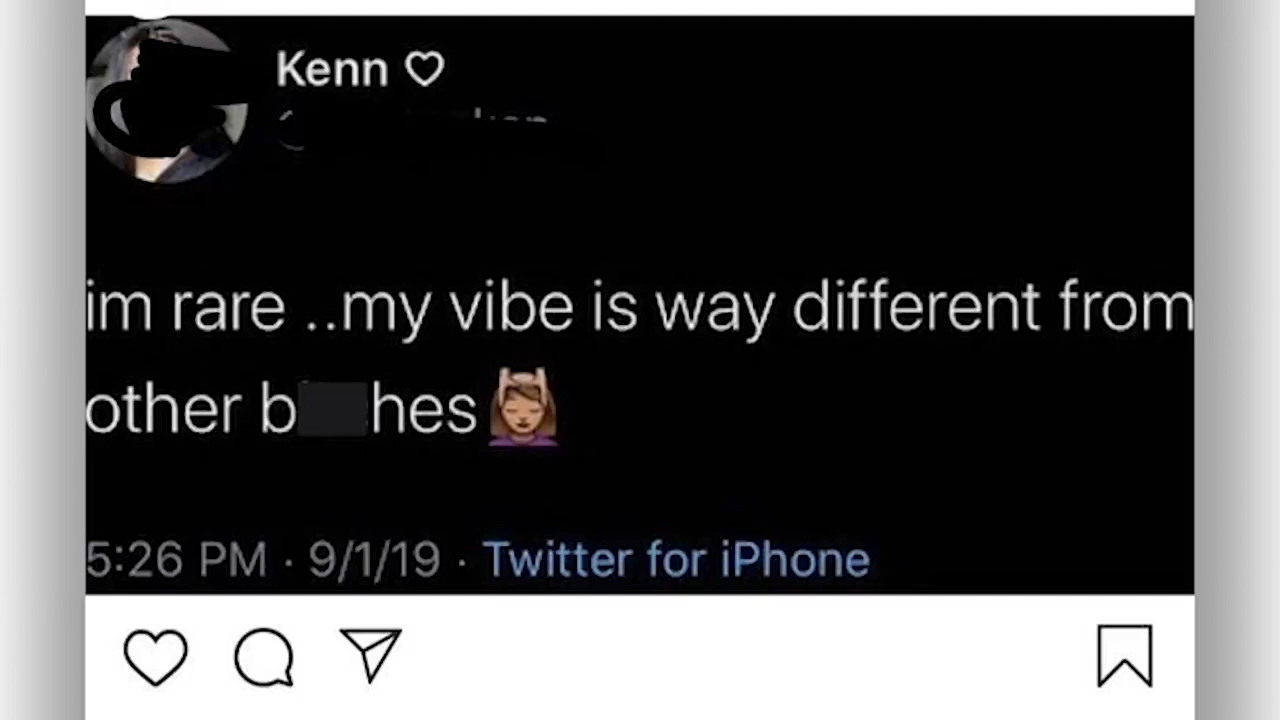 Kenn ♡
im rare ..my vibe is way different from
other b hes💆🏽‍♀️
5:26 PM · 9/1/19 · Twitter for iPhone